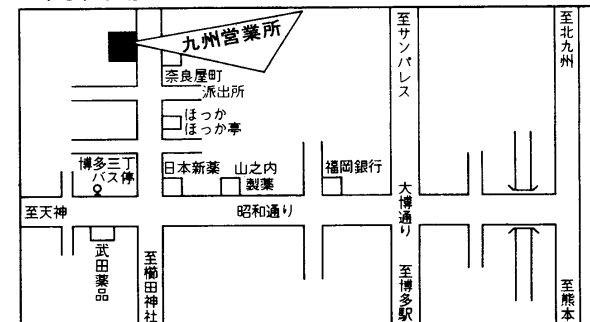 九州営業所
奈良屋町
派出所
ほっか
ほっか亭
至サンパレス
至北九州
博多三丁
バス停
日本新薬
山之内
製薬
福岡銀行
至天神
昭和通り
大博通り
武田薬品
至櫛田神社
至博多駅
至熊本